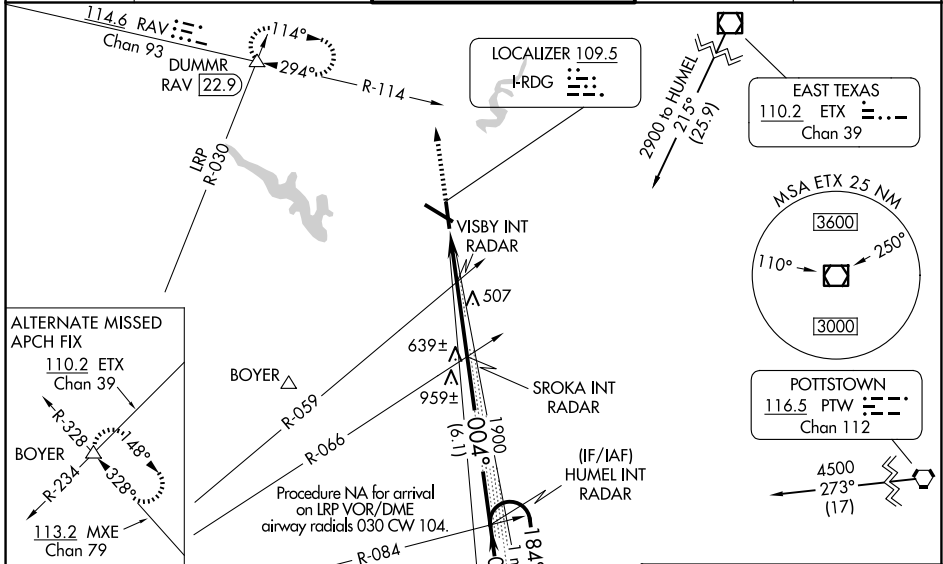 114.6 RAV
Chan 93
DUMMR
RAV 22.9
114°
294°
R-114
LRP
R-030
LOCALIZER 109.5
I-RDG
2900 to HUMEL
215°
(25.9)
EAST TEXAS
110.2 ETX
Chan 39
MSA ETX 25 NM
3600
110°
250°
3000
VISBY INT
RADAR
507
639±
959±
SROKA INT
RADAR
BOYER
R-059
R-066
1900
004°
(6.1)
(IF/IAF)
HUMEL INT
RADAR
Procedure NA for arrival
on LRP VOR/DME
airway radials 030 CW 104.
R-084
184°
ALTERNATE MISSED
APCH FIX
110.2 ETX
Chan 39
R-328
148°
BOYER
328°
R-234
113.2 MXE
Chan 79
POTTSTOWN
116.5 PTW
Chan 112
4500
273°
(17)